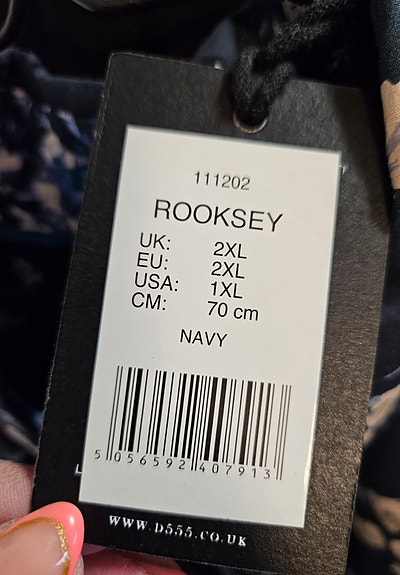 111202
ROOKSEY
UK: 2XL
EU: 2XL
USA: 1XL
CM: 70 cm
NAVY
5 056592 407913
WWW.D555.CO.UK